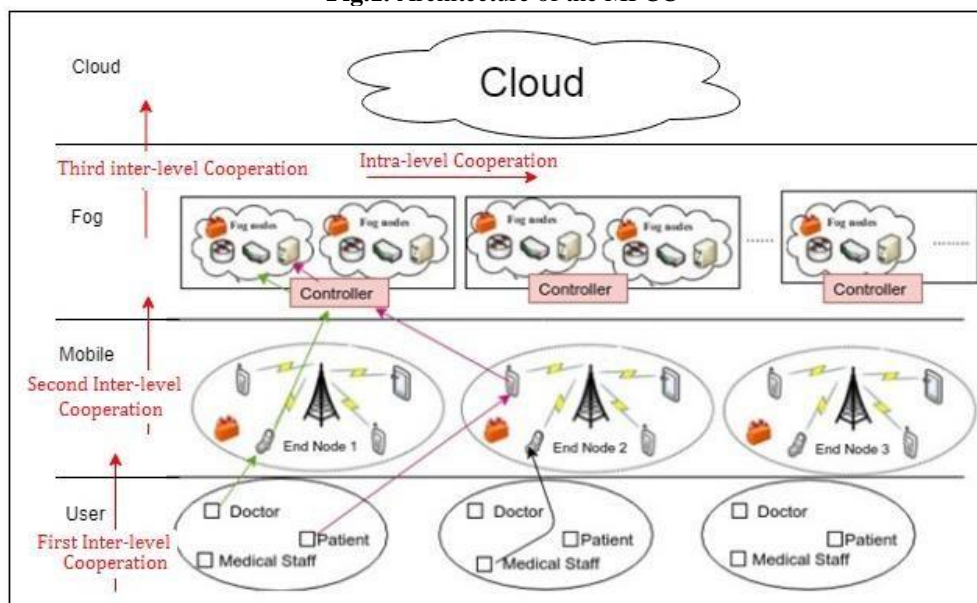 Fig.1. Architecture of the MFCC
Cloud
Cloud
Third inter-level Cooperation
Intra-level Cooperation
Fog
Fog nodes
Fog nodes
Fog nodes
Fog nodes
Fog nodes
......
........
Controller
Controller
Controller
Mobile
Second Inter-level
Cooperation
End Node 1
End Node 2
End Node 3
User
First Inter-level
Cooperation
Doctor
Patient
Medical Staff
Doctor
Patient
Medical Staff
Doctor
Patient
Medical Staff